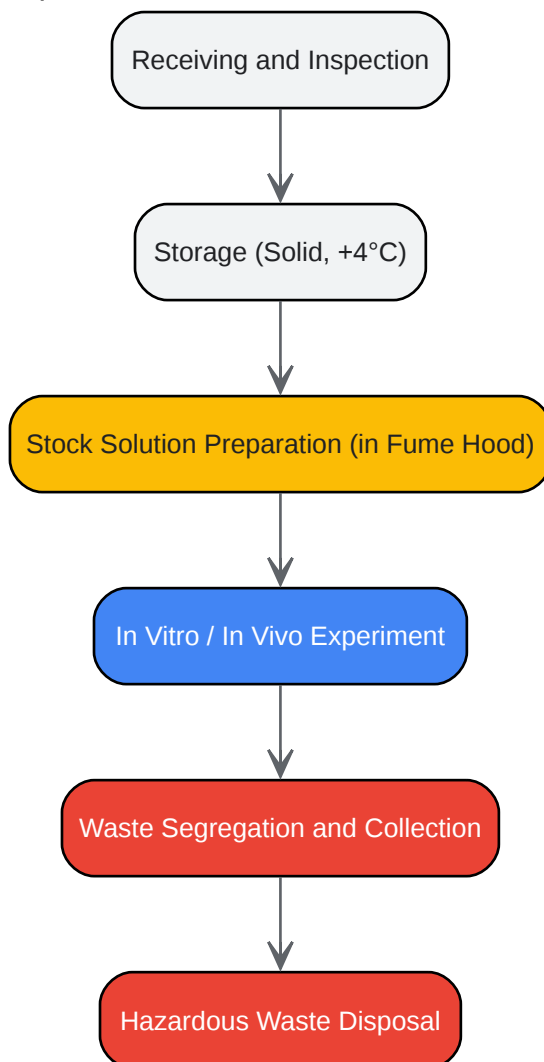 Receiving and Inspection
Storage (Solid, +4°C)
Stock Solution Preparation (in Fume Hood)
In Vitro / In Vivo Experiment
Waste Segregation and Collection
Hazardous Waste Disposal